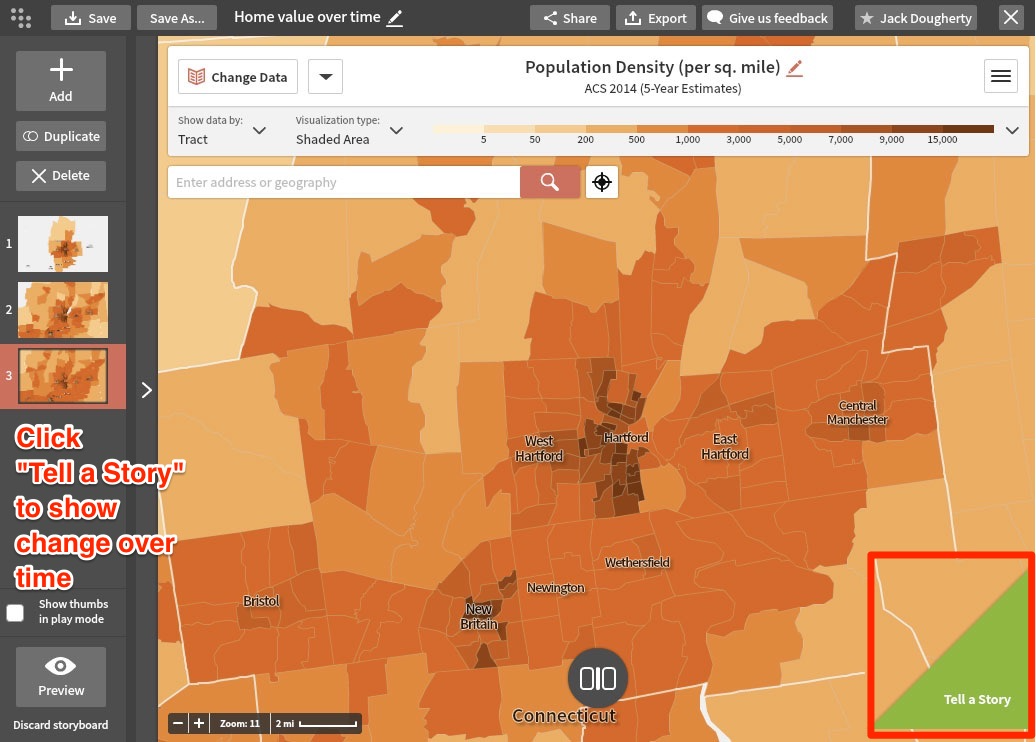 Save
Save As...
Home value over time
Share
Export
Give us feedback
Jack Dougherty
Add
Duplicate
Delete
1
2
3
Click
"Tell a Story"
to show
change over
time
Show thumbs
in play mode
Preview
Discard storyboard
Change Data
Population Density (per sq. mile)
ACS 2014 (5-Year Estimates)
Show data by:
Tract
Visualization type:
Shaded Area
5 50 200 500 1,000 3,000 5,000 7,000 9,000 15,000
Enter address or geography
Central
Manchester
West
Hartford
Hartford
East
Hartford
Wethersfield
Newington
Bristol
New
Britain
Connecticut
Tell a Story
Zoom: 11
2 mi